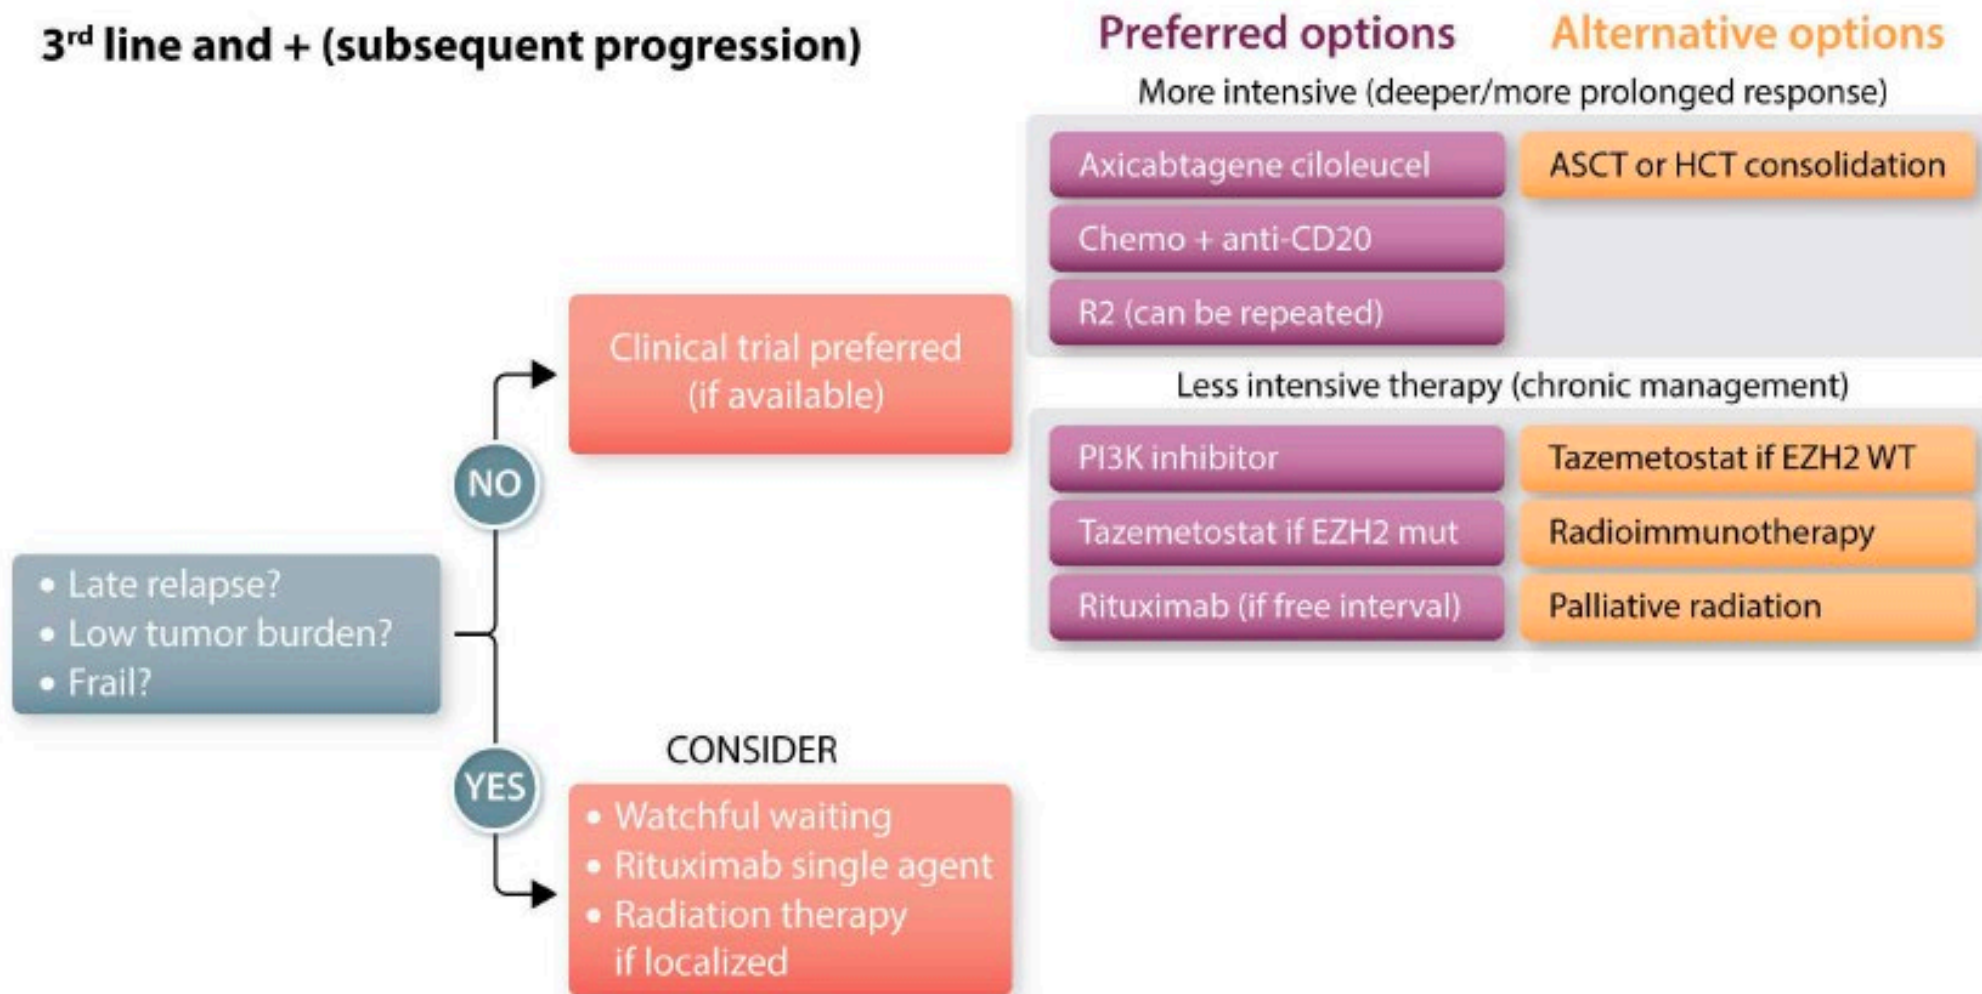 3rd line and + (subsequent progression)
Preferred options
Alternative options
More intensive (deeper/more prolonged response)
Axicabtagene ciloleucel
ASCT or HCT consolidation
Chemo + anti-CD20
R2 (can be repeated)
Clinical trial preferred
(if available)
Less intensive therapy (chronic management)
PI3K inhibitor
Tazemetostat if EZH2 WT
Tazemetostat if EZH2 mut
Radioimmunotherapy
Rituximab (if free interval)
Palliative radiation
NO
• Late relapse?
• Low tumor burden?
• Frail?
YES
CONSIDER
• Watchful waiting
• Rituximab single agent
• Radiation therapy
if localized